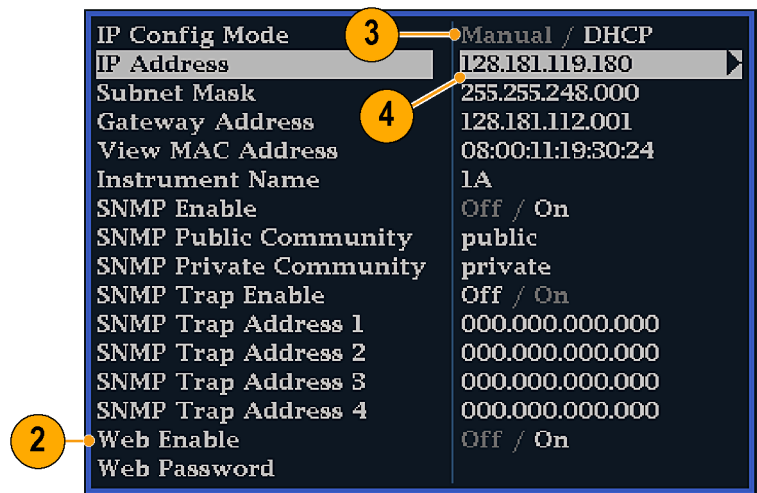 IP Config Mode 3 Manual / DHCP
IP Address 128.181.119.180
Subnet Mask 4 255.255.248.000
Gateway Address 128.181.112.001
View MAC Address 08:00:11:19:30:24
Instrument Name 1A
SNMP Enable Off / On
SNMP Public Community public
SNMP Private Community private
SNMP Trap Enable Off / On
SNMP Trap Address 1 000.000.000.000
SNMP Trap Address 2 000.000.000.000
SNMP Trap Address 3 000.000.000.000
SNMP Trap Address 4 000.000.000.000
2 Web Enable Off / On
Web Password